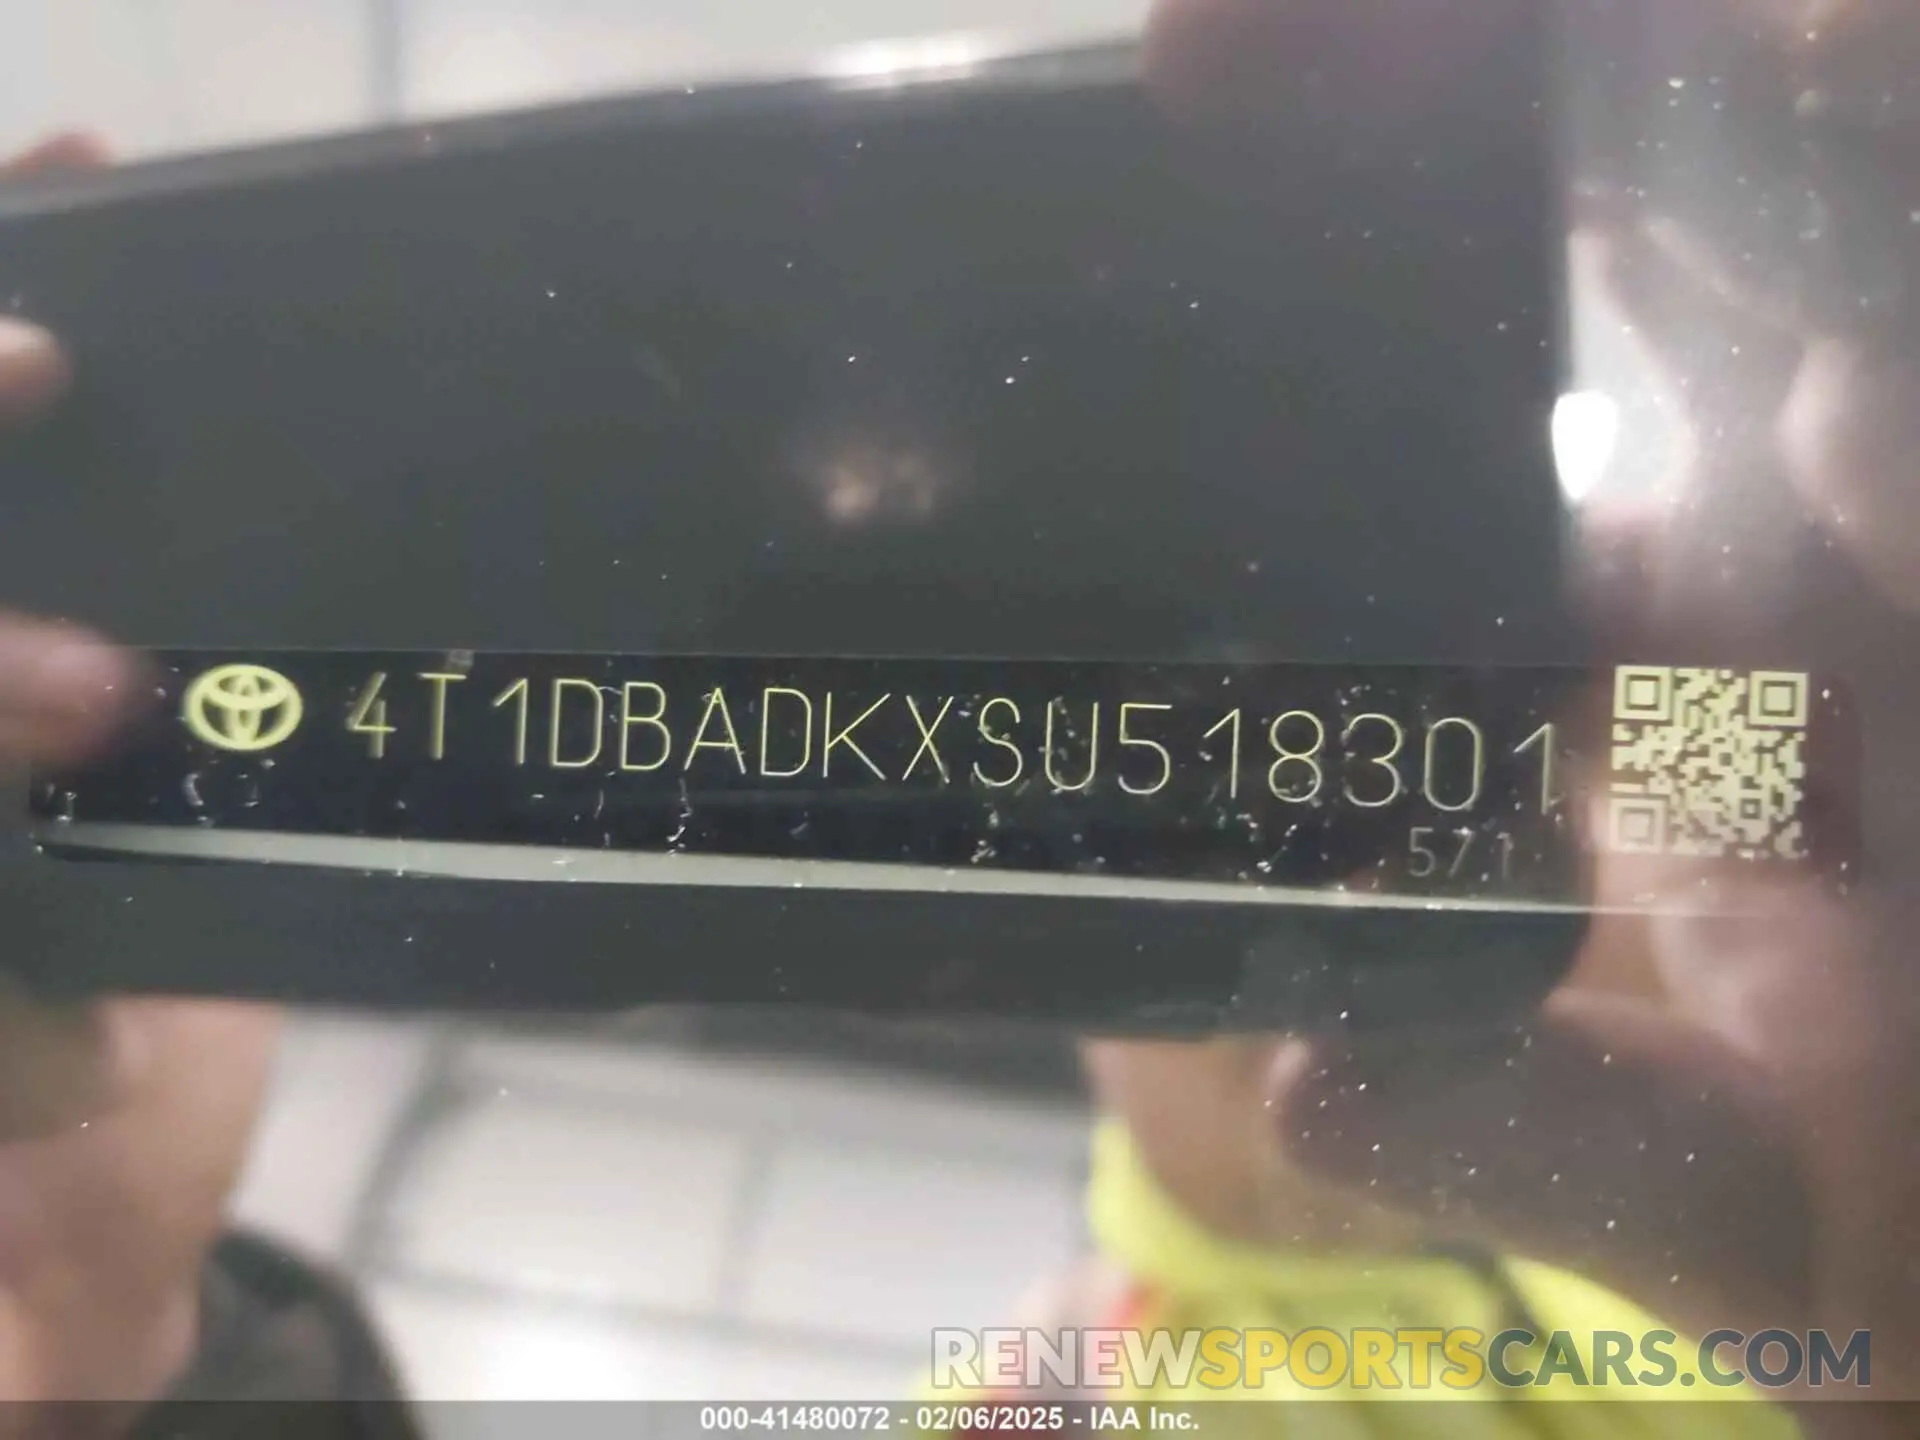 4T1DBADKXSU518301
571
RENEWSPORTSCARS.COM
000-41480072 - 02/06/2025 - IAA Inc.